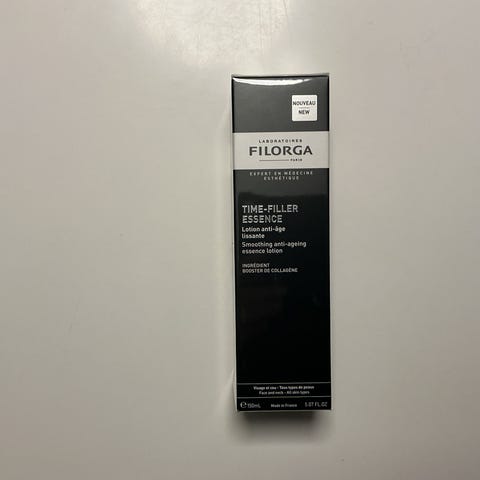 NOUVEAU
NEW
LABORATOIRES
FILORGA
PARIS
EXPERT EN MÉDECINE
ESTHÉTIQUE
TIME-FILLER
ESSENCE
Lotion anti-âge
lissante
Smoothing anti-ageing
essence lotion
INGRÉDIENT
BOOSTER DE COLLAGÈNE
Visage et cou - Tous types de peaux
Face and neck - All skin types
℮150mL Made in France 5.07 FL.OZ